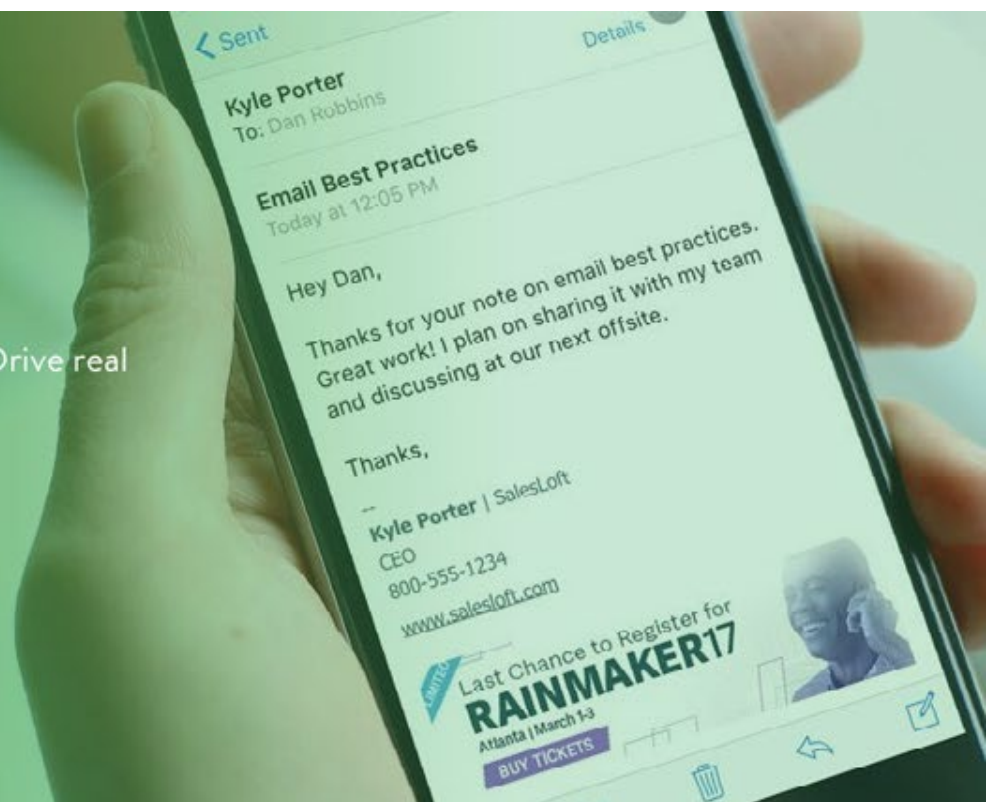 Sent
Details
Kyle Porter
To: Dan Robbins
Email Best Practices
Today at 12:05 PM
Hey Dan,
Thanks for your note on email best practices.
Great work! I plan on sharing it with my team
and discussing at our next offsite.
Drive real
Thanks,
--
Kyle Porter | SalesLoft
CEO
800-555-1234
www.salesloft.com
LIMITED
Last Chance to Register for
RAINMAKER17
Atlanta | March 1-3
BUY TICKETS